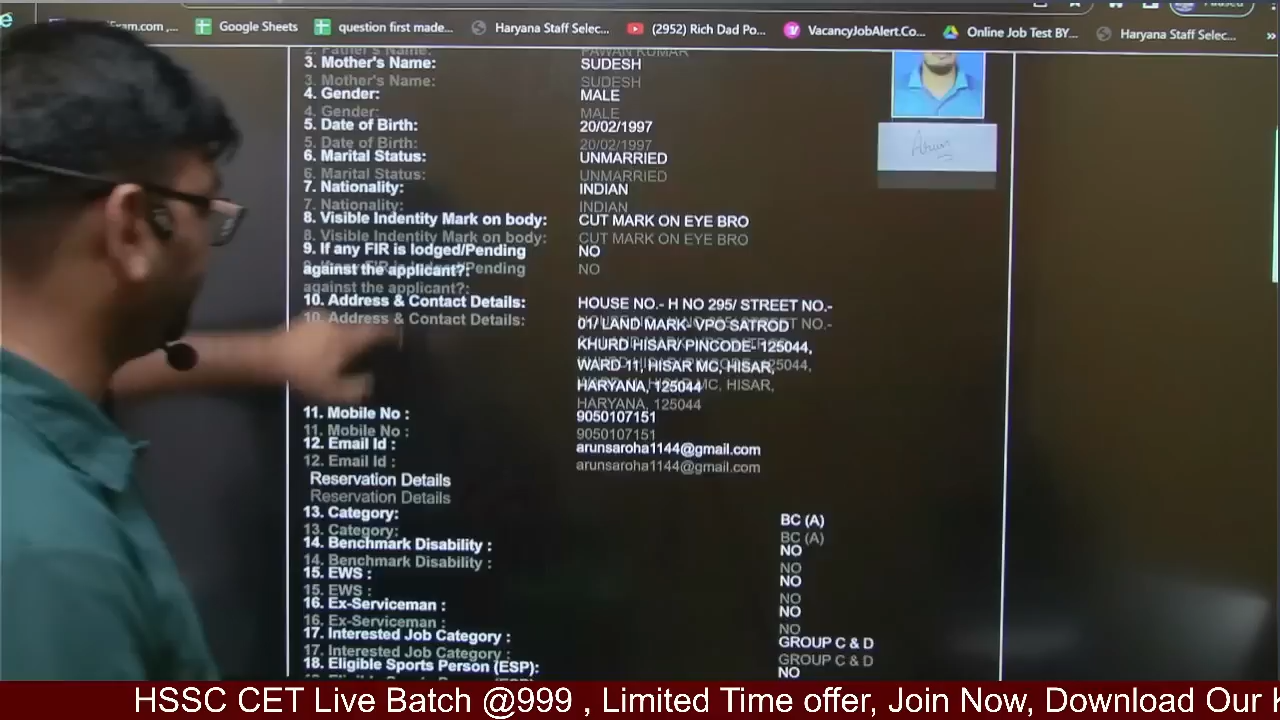 Exam.com ,...
Google Sheets
question first made...
Haryana Staff Selec...
(2952) Rich Dad Po...
VacancyJobAlert.Co...
Online Job Test BY...
Haryana Staff Selec...
»
2. Father's Name: PAWAN KUMAR
3. Mother's Name: SUDESH
3. Mother's Name: SUDESH
4. Gender: MALE
4. Gender: MALE
5. Date of Birth: 20/02/1997
5. Date of Birth: 20/02/1997
6. Marital Status: UNMARRIED
6. Marital Status: UNMARRIED
7. Nationality: INDIAN
7. Nationality: INDIAN
8. Visible Indentity Mark on body: CUT MARK ON EYE BRO
8. Visible Indentity Mark on body: CUT MARK ON EYE BRO
9. If any FIR is lodged/Pending NO
against the applicant?:
NO
against the applicant?:
10. Address & Contact Details: HOUSE NO.- H NO 295/ STREET NO.-
10. Address & Contact Details:
01/ LAND MARK- VPO SATROD
KHURD HISAR/ PINCODE- 125044,
WARD-11, HISAR MC, HISAR,
HARYANA, 125044
HARYANA, 125044
11. Mobile No : 9050107151
11. Mobile No : 9050107151
12. Email Id : arunsaroha1144@gmail.com
12. Email Id : arunsaroha1144@gmail.com
Reservation Details
Reservation Details
13. Category: BC (A)
13. Category: BC (A)
14. Benchmark Disability : NO
14. Benchmark Disability : NO
15. EWS : NO
15. EWS : NO
16. Ex-Serviceman : NO
16. Ex-Serviceman : NO
17. Interested Job Category : GROUP C & D
17. Interested Job Category : GROUP C & D
18. Eligible Sports Person (ESP): NO
Arun
HSSC CET Live Batch @999 , Limited Time offer, Join Now, Download Our